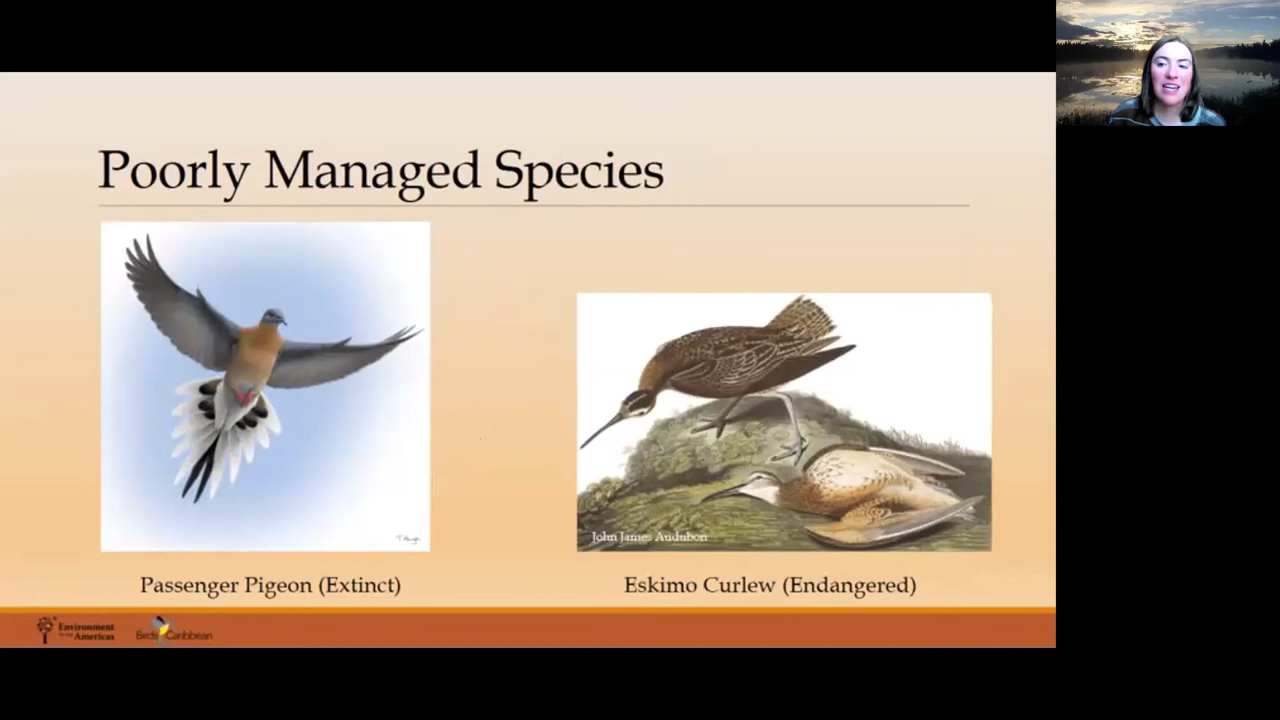 Poorly Managed Species
John James Audubon
Passenger Pigeon (Extinct)
Eskimo Curlew (Endangered)
Environment
for the Americas
Birds Caribbean